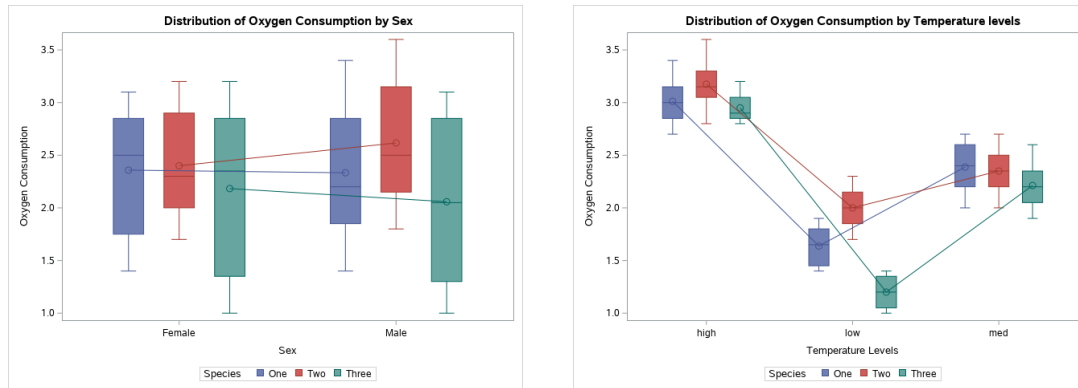 Distribution of Oxygen Consumption by Sex
Oxygen Consumption
3.5
3.0
2.5
2.0
1.5
1.0
Female
Male
Sex
Species One Two Three
Distribution of Oxygen Consumption by Temperature levels
Oxygen Consumption
3.5
3.0
2.5
2.0
1.5
1.0
high
low
med
Temperature Levels
Species One Two Three